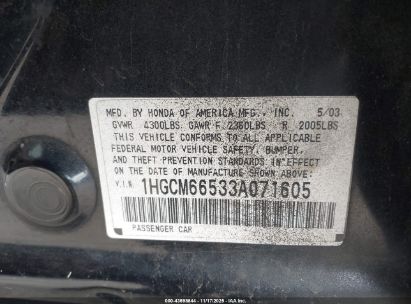 MFD. BY HONDA OF AMERICA MFG., INC. 5/03
GVWR 4300LBS GAWR F 2360LBS R 2005LBS
THIS VEHICLE CONFORMS TO ALL APPLICABLE
FEDERAL MOTOR VEHICLE SAFETY, BUMPER,
AND THEFT PREVENTION STANDARDS IN EFFECT
ON THE DATE OF MANUFACTURE SHOWN ABOVE.
V.I.N. 1HGCM66533A071605
PASSENGER CAR